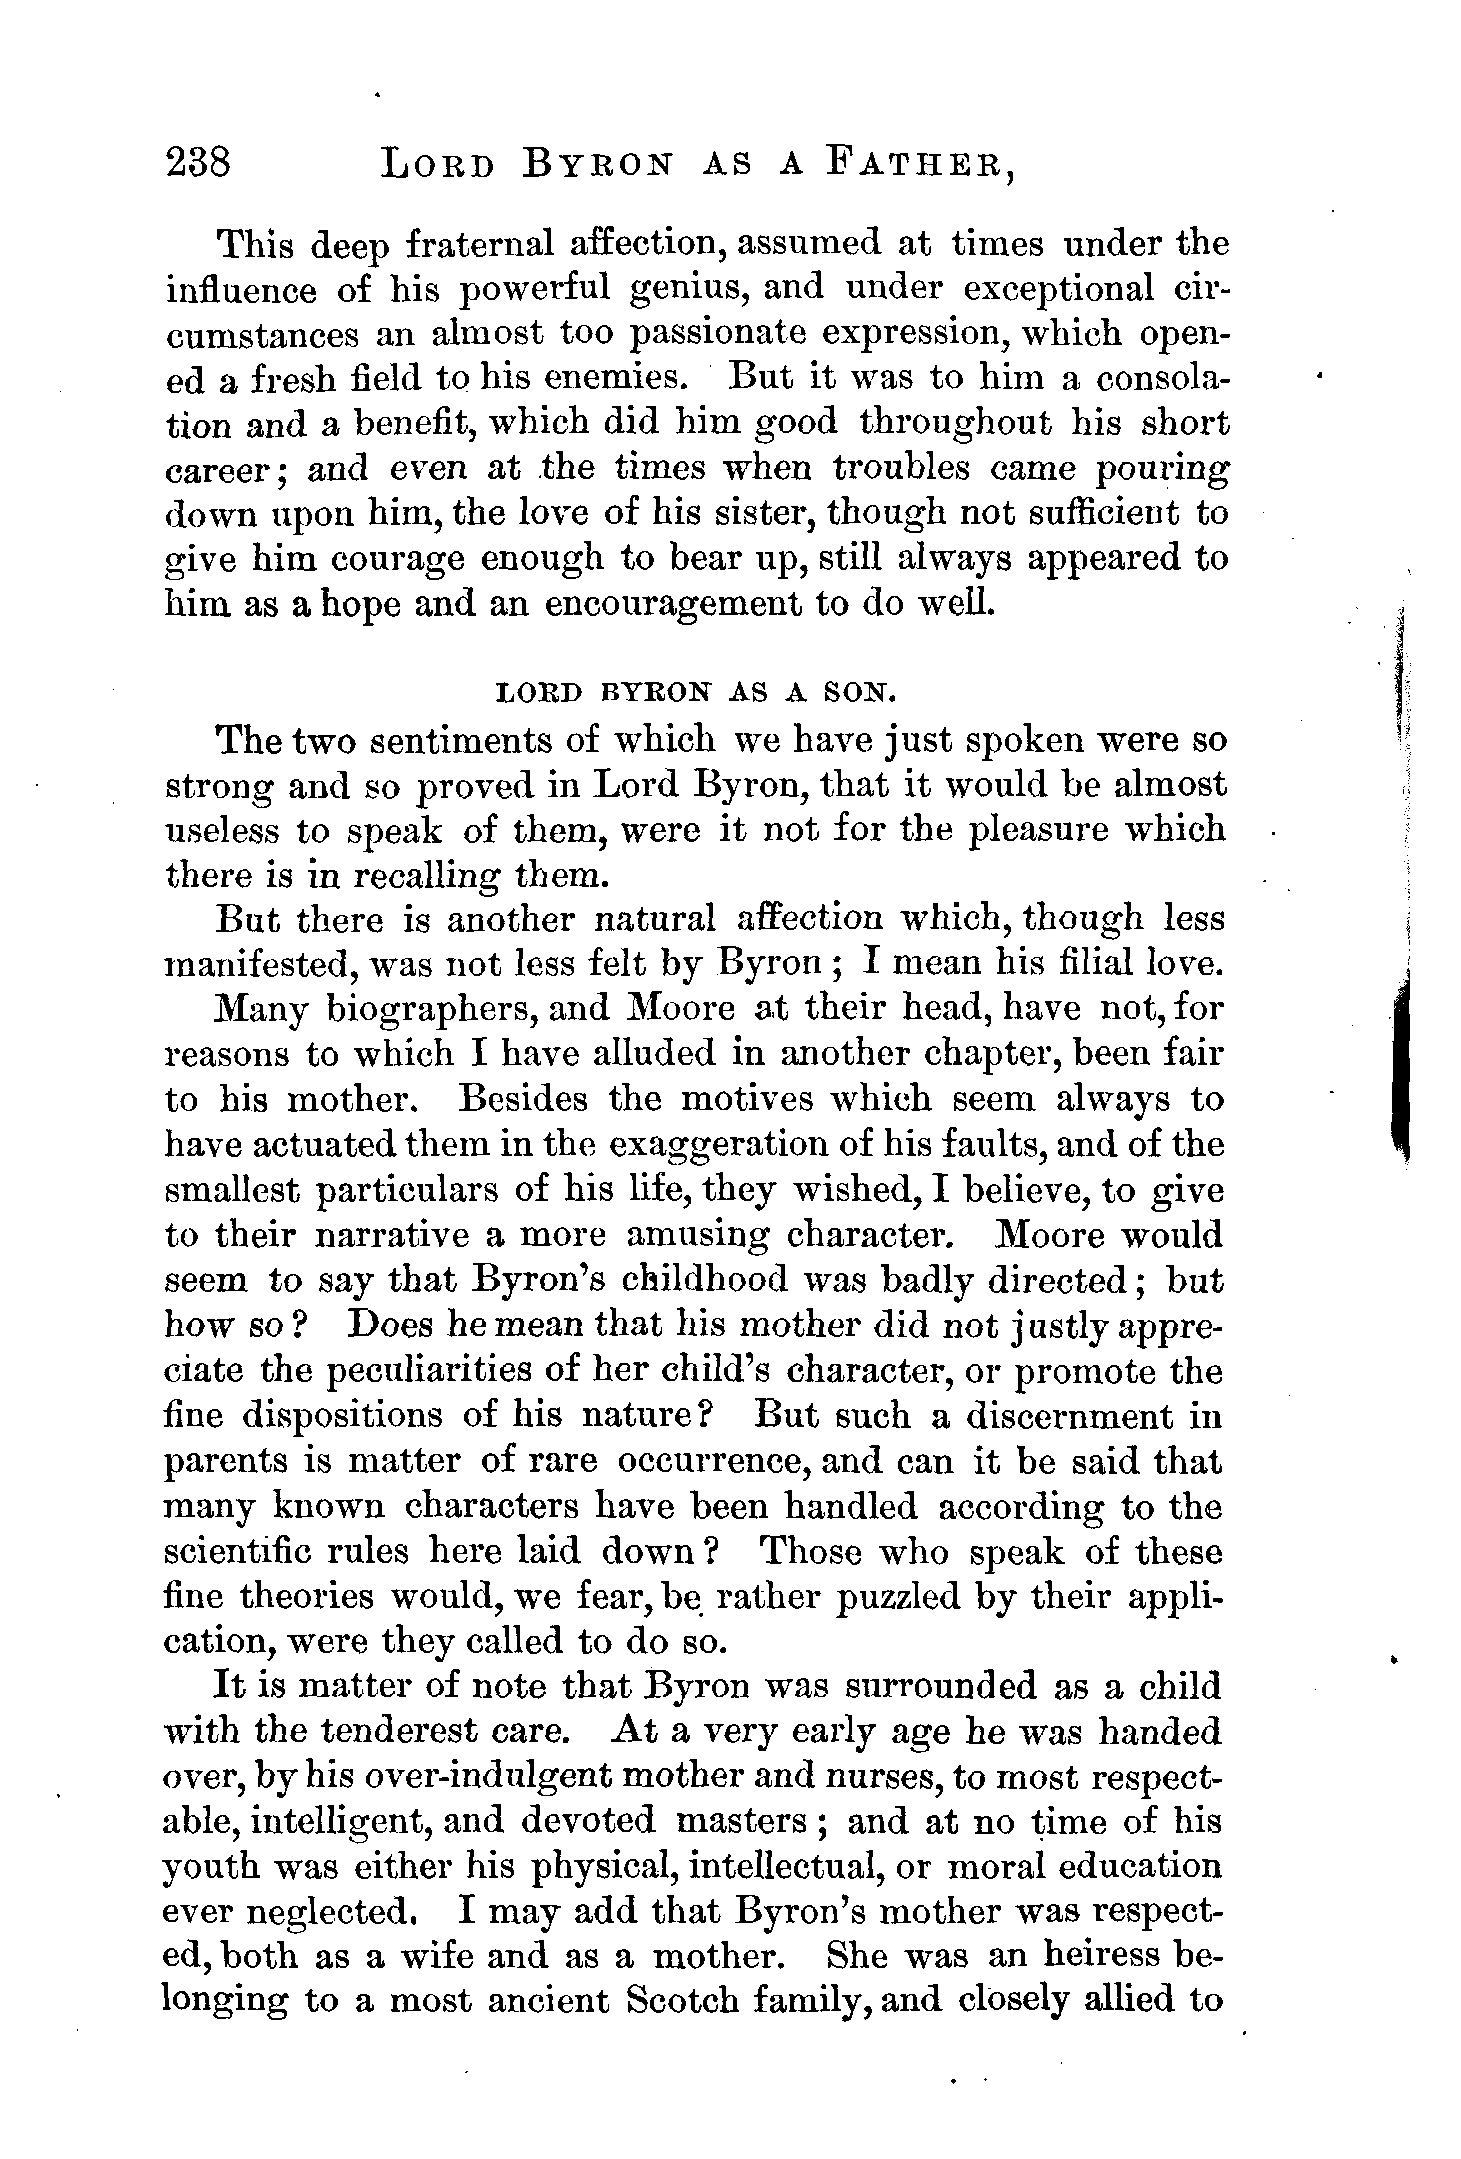 238 LORD BYRON AS A FATHER,
This deep fraternal affection, assumed at times under the
influence of his powerful genius, and under exceptional cir-
cumstances an almost too passionate expression, which open-
ed a fresh field to his enemies. But it was to him a consola-
tion and a benefit, which did him good throughout his short
career; and even at the times when troubles came pouring
down upon him, the love of his sister, though not sufficient to
give him courage enough to bear up, still always appeared to
him as a hope and an encouragement to do well.
LORD BYRON AS A SON.
The two sentiments of which we have just spoken were so
strong and so proved in Lord Byron, that it would be almost
useless to speak of them, were it not for the pleasure which
there is in recalling them.
But there is another natural affection which, though less
manifested, was not less felt by Byron; I mean his filial love.
Many biographers, and Moore at their head, have not, for
reasons to which I have alluded in another chapter, been fair
to his mother. Besides the motives which seem always to
have actuated them in the exaggeration of his faults, and of the
smallest particulars of his life, they wished, I believe, to give
to their narrative a more amusing character. Moore would
seem to say that Byron's childhood was badly directed; but
how so? Does he mean that his mother did not justly appre-
ciate the peculiarities of her child's character, or promote the
fine dispositions of his nature? But such a discernment in
parents is matter of rare occurrence, and can it be said that
many known characters have been handled according to the
scientific rules here laid down? Those who speak of these
fine theories would, we fear, be rather puzzled by their appli-
cation, were they called to do so.
It is matter of note that Byron was surrounded as a child
with the tenderest care. At a very early age he was handed
over, by his over-indulgent mother and nurses, to most respect-
able, intelligent, and devoted masters; and at no time of his
youth was either his physical, intellectual, or moral education
ever neglected. I may add that Byron's mother was respect-
ed, both as a wife and as a mother. She was an heiress be-
longing to a most ancient Scotch family, and closely allied to